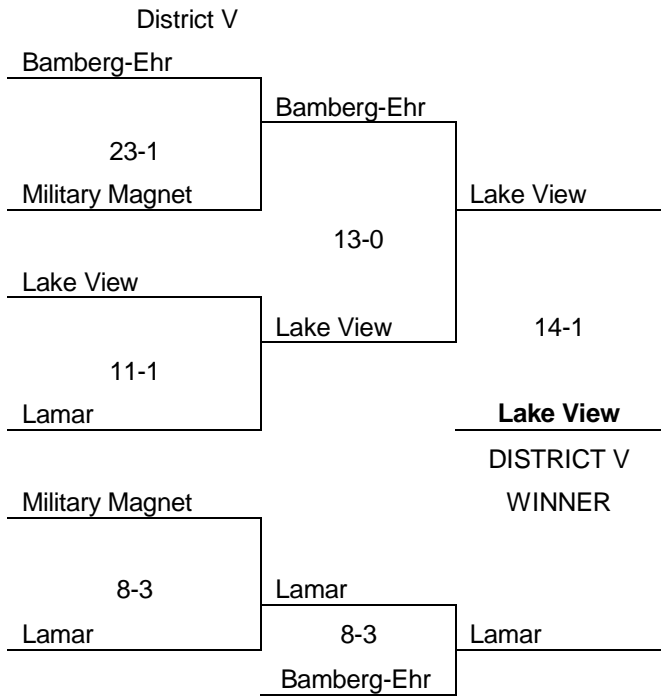 District V
Bamberg-Ehr
Bamberg-Ehr
23-1
Military Magnet
Lake View
13-0
Lake View
Lake View
14-1
11-1
Lamar
Lake View
DISTRICT V
Military Magnet
WINNER
8-3
Lamar
Lamar
8-3
Lamar
Bamberg-Ehr